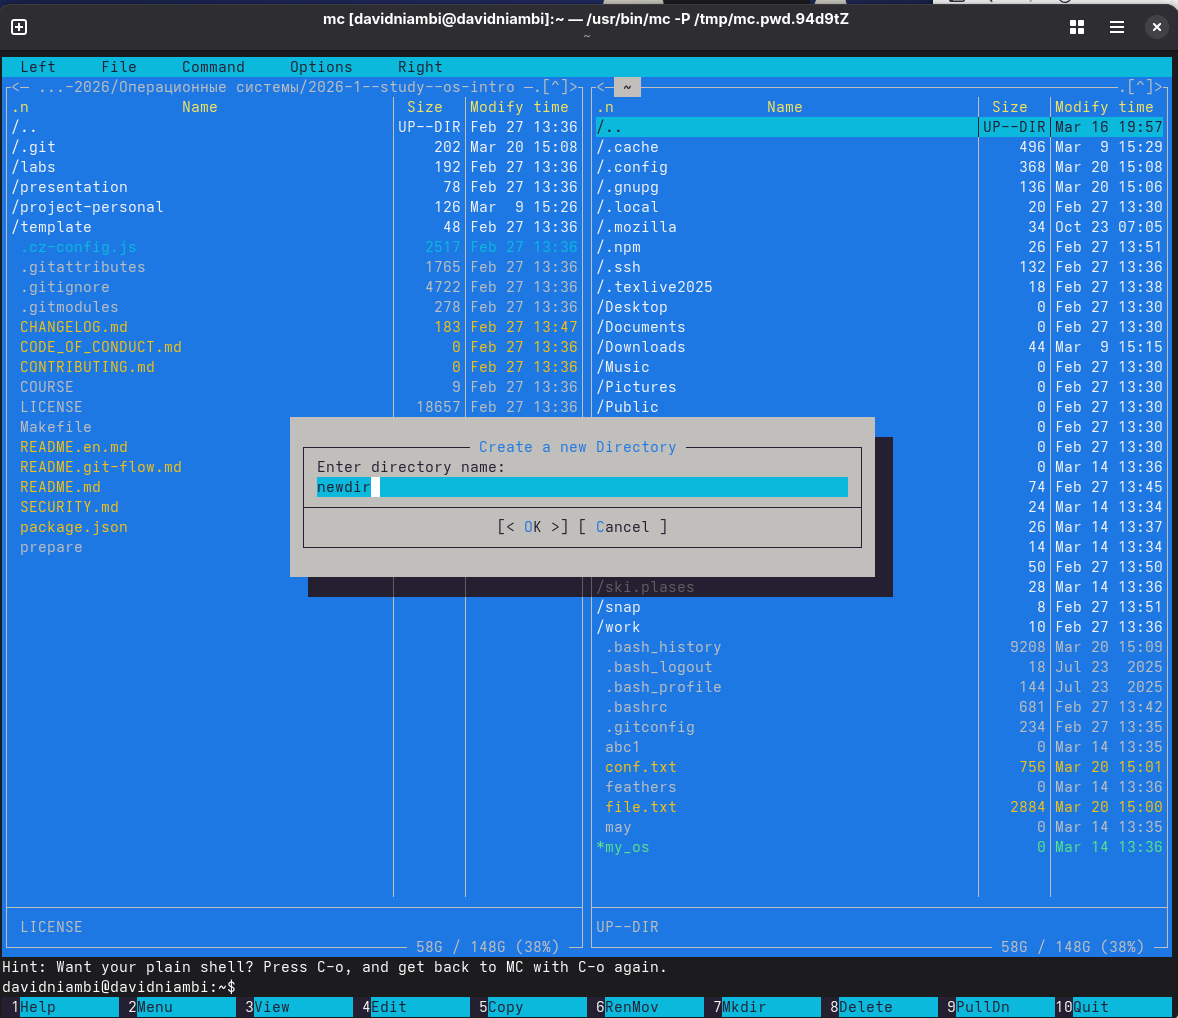 mc [davidniambi@davidniambi]:~ — /usr/bin/mc -P /tmp/mc.pwd.94d9tZ
~
Left File Command Options Right
<— ...-2026/Операционные системы/2026-1--study--os-intro —.[^]>
.n Name Size Modify time
/.. UP--DIR Feb 27 13:36
/.git 202 Mar 20 15:08
/labs 192 Feb 27 13:36
/presentation 78 Feb 27 13:36
/project-personal 126 Mar 9 15:26
/template 48 Feb 27 13:36
.cz-config.js 2517 Feb 27 13:36
.gitattributes 1765 Feb 27 13:36
.gitignore 4722 Feb 27 13:36
.gitmodules 278 Feb 27 13:36
CHANGELOG.md 183 Feb 27 13:47
CODE_OF_CONDUCT.md 0 Feb 27 13:36
CONTRIBUTING.md 0 Feb 27 13:36
COURSE 9 Feb 27 13:36
LICENSE 18657 Feb 27 13:36
Makefile
README.en.md
README.git-flow.md
README.md
SECURITY.md
package.json
prepare
LICENSE
58G / 148G (38%)
<— ~ .[^]>
.n Name Size Modify time
/.. UP--DIR Mar 16 19:57
/.cache 496 Mar 9 15:29
/.config 368 Mar 20 15:08
/.gnupg 136 Mar 20 15:06
/.local 20 Feb 27 13:30
/.mozilla 34 Oct 23 07:05
/.npm 26 Feb 27 13:51
/.ssh 132 Feb 27 13:36
/.texlive2025 18 Feb 27 13:38
/Desktop 0 Feb 27 13:30
/Documents 0 Feb 27 13:30
/Downloads 44 Mar 9 15:15
/Music 0 Feb 27 13:30
/Pictures 0 Feb 27 13:30
/Public 0 Feb 27 13:30
0 Feb 27 13:30
0 Feb 27 13:30
0 Mar 14 13:36
74 Feb 27 13:45
24 Mar 14 13:34
26 Mar 14 13:37
14 Mar 14 13:34
50 Feb 27 13:50
/ski.plases 28 Mar 14 13:36
/snap 8 Feb 27 13:51
/work 10 Feb 27 13:36
.bash_history 9208 Mar 20 15:09
.bash_logout 18 Jul 23 2025
.bash_profile 144 Jul 23 2025
.bashrc 681 Feb 27 13:42
.gitconfig 234 Feb 27 13:35
abc1 0 Mar 14 13:35
conf.txt 756 Mar 20 15:01
feathers 0 Mar 14 13:36
file.txt 2884 Mar 20 15:00
may 0 Mar 14 13:35
*my_os 0 Mar 14 13:36
UP--DIR
58G / 148G (38%)
Create a new Directory
Enter directory name:
newdir
[< OK >] [ Cancel ]
Hint: Want your plain shell? Press C-o, and get back to MC with C-o again.
davidniambi@davidniambi:~$
1Help 2Menu 3View 4Edit 5Copy 6RenMov 7Mkdir 8Delete 9PullDn 10Quit